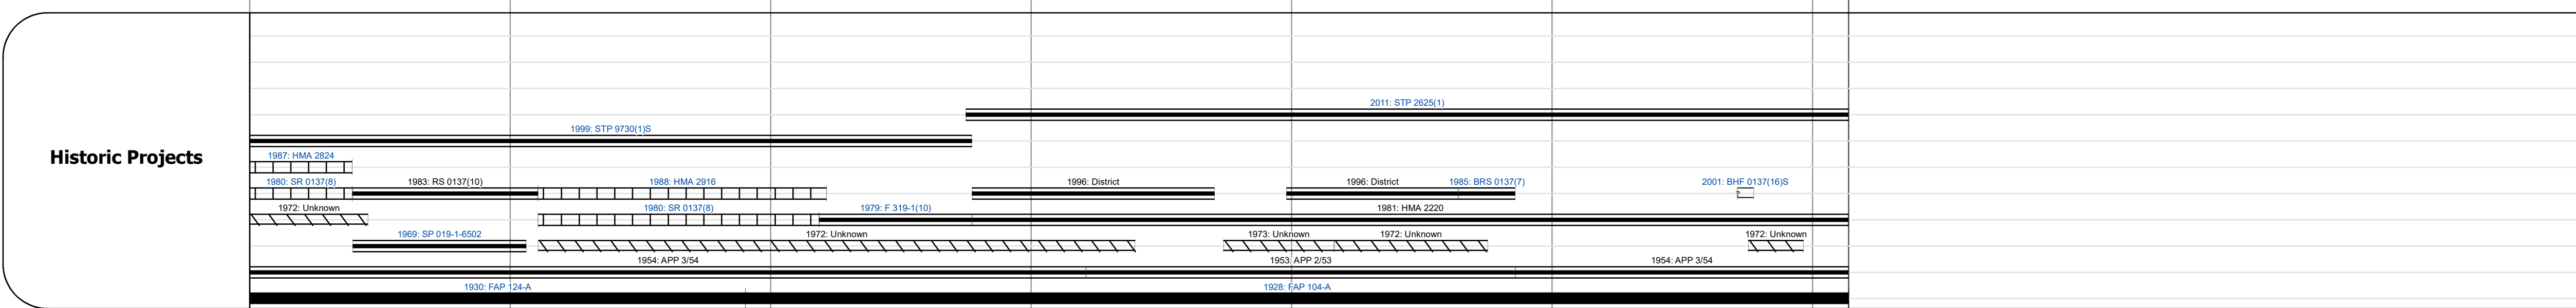 2011: STP 2625(1)
1999: STP 9730(1)S
Historic Projects
1987: HMA 2824
1980: SR 0137(8) 1983: RS 0137(10) 1988: HMA 2916 1996: District 1996: District 1985: BRS 0137(7) 2001: BHF 0137(16)S
?
1972: Unknown 1980: SR 0137(8) 1979: F 319-1(10) 1981: HMA 2220
1969: SP 019-1-6502 1972: Unknown 1973: Unknown 1972: Unknown 1972: Unknown
1954: APP 3/54 1953: APP 2/53 1954: APP 3/54
1930: FAP 124-A 1928: FAP 104-A